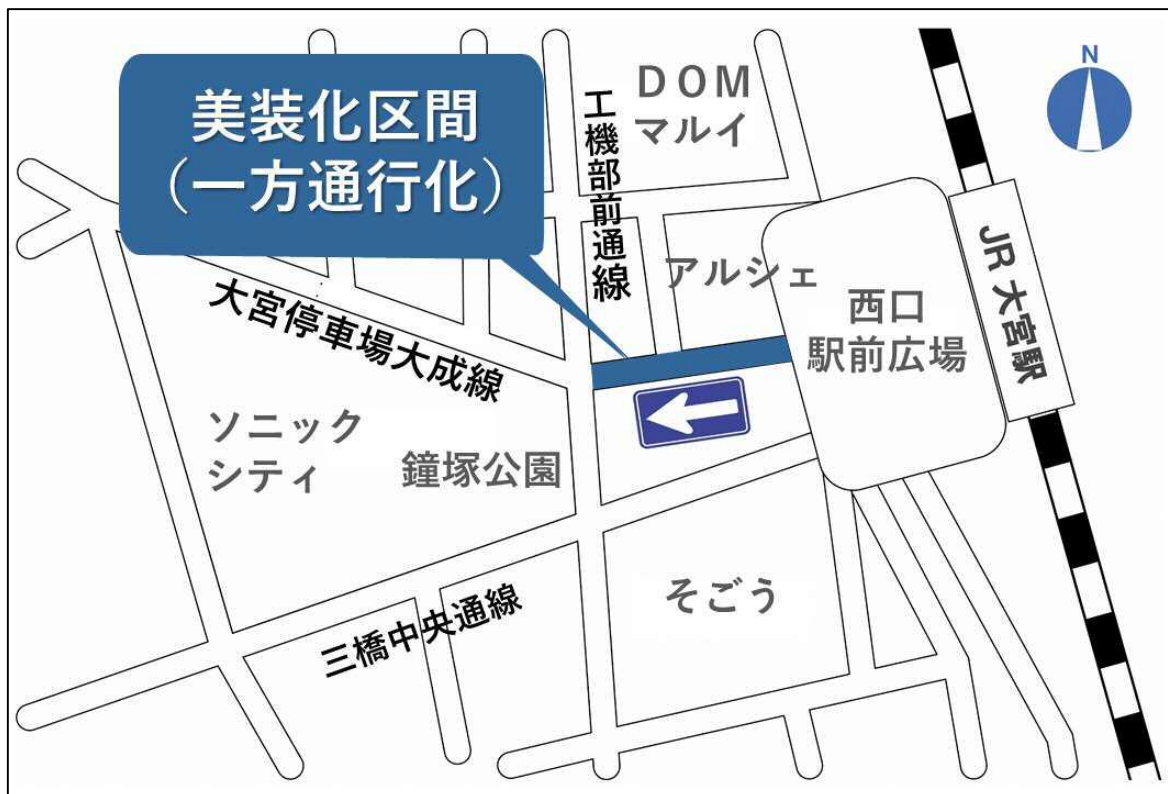 N
ＤＯＭ
マルイ
美装化区間
（一方通行化）
工機部前通線
アルシェ
西口
駅前広場
JR 大宮駅
大宮停車場大成線
ソニック
シティ
鐘塚公園
そごう
三橋中央通線